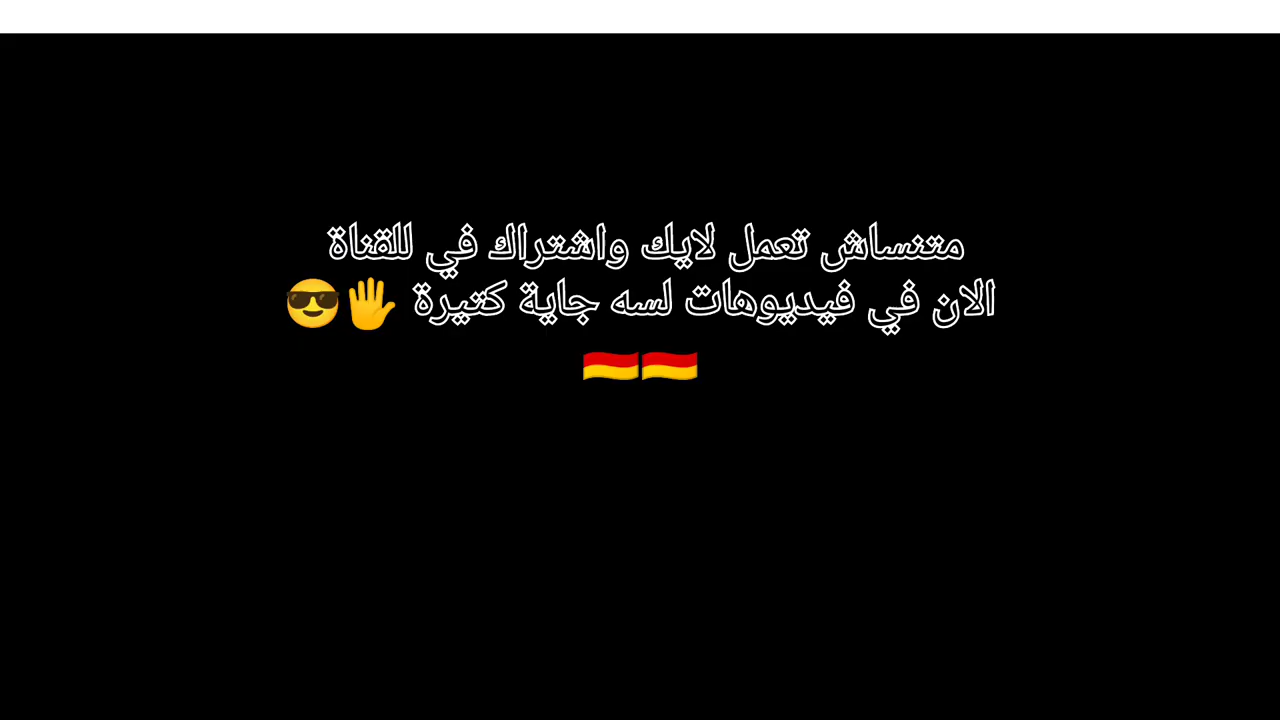 متنساش تعمل لايك واشتراك في للقناة
الان في فيديوهات لسه جاية كتيرة 🖐️😎
🇩🇪🇩🇪